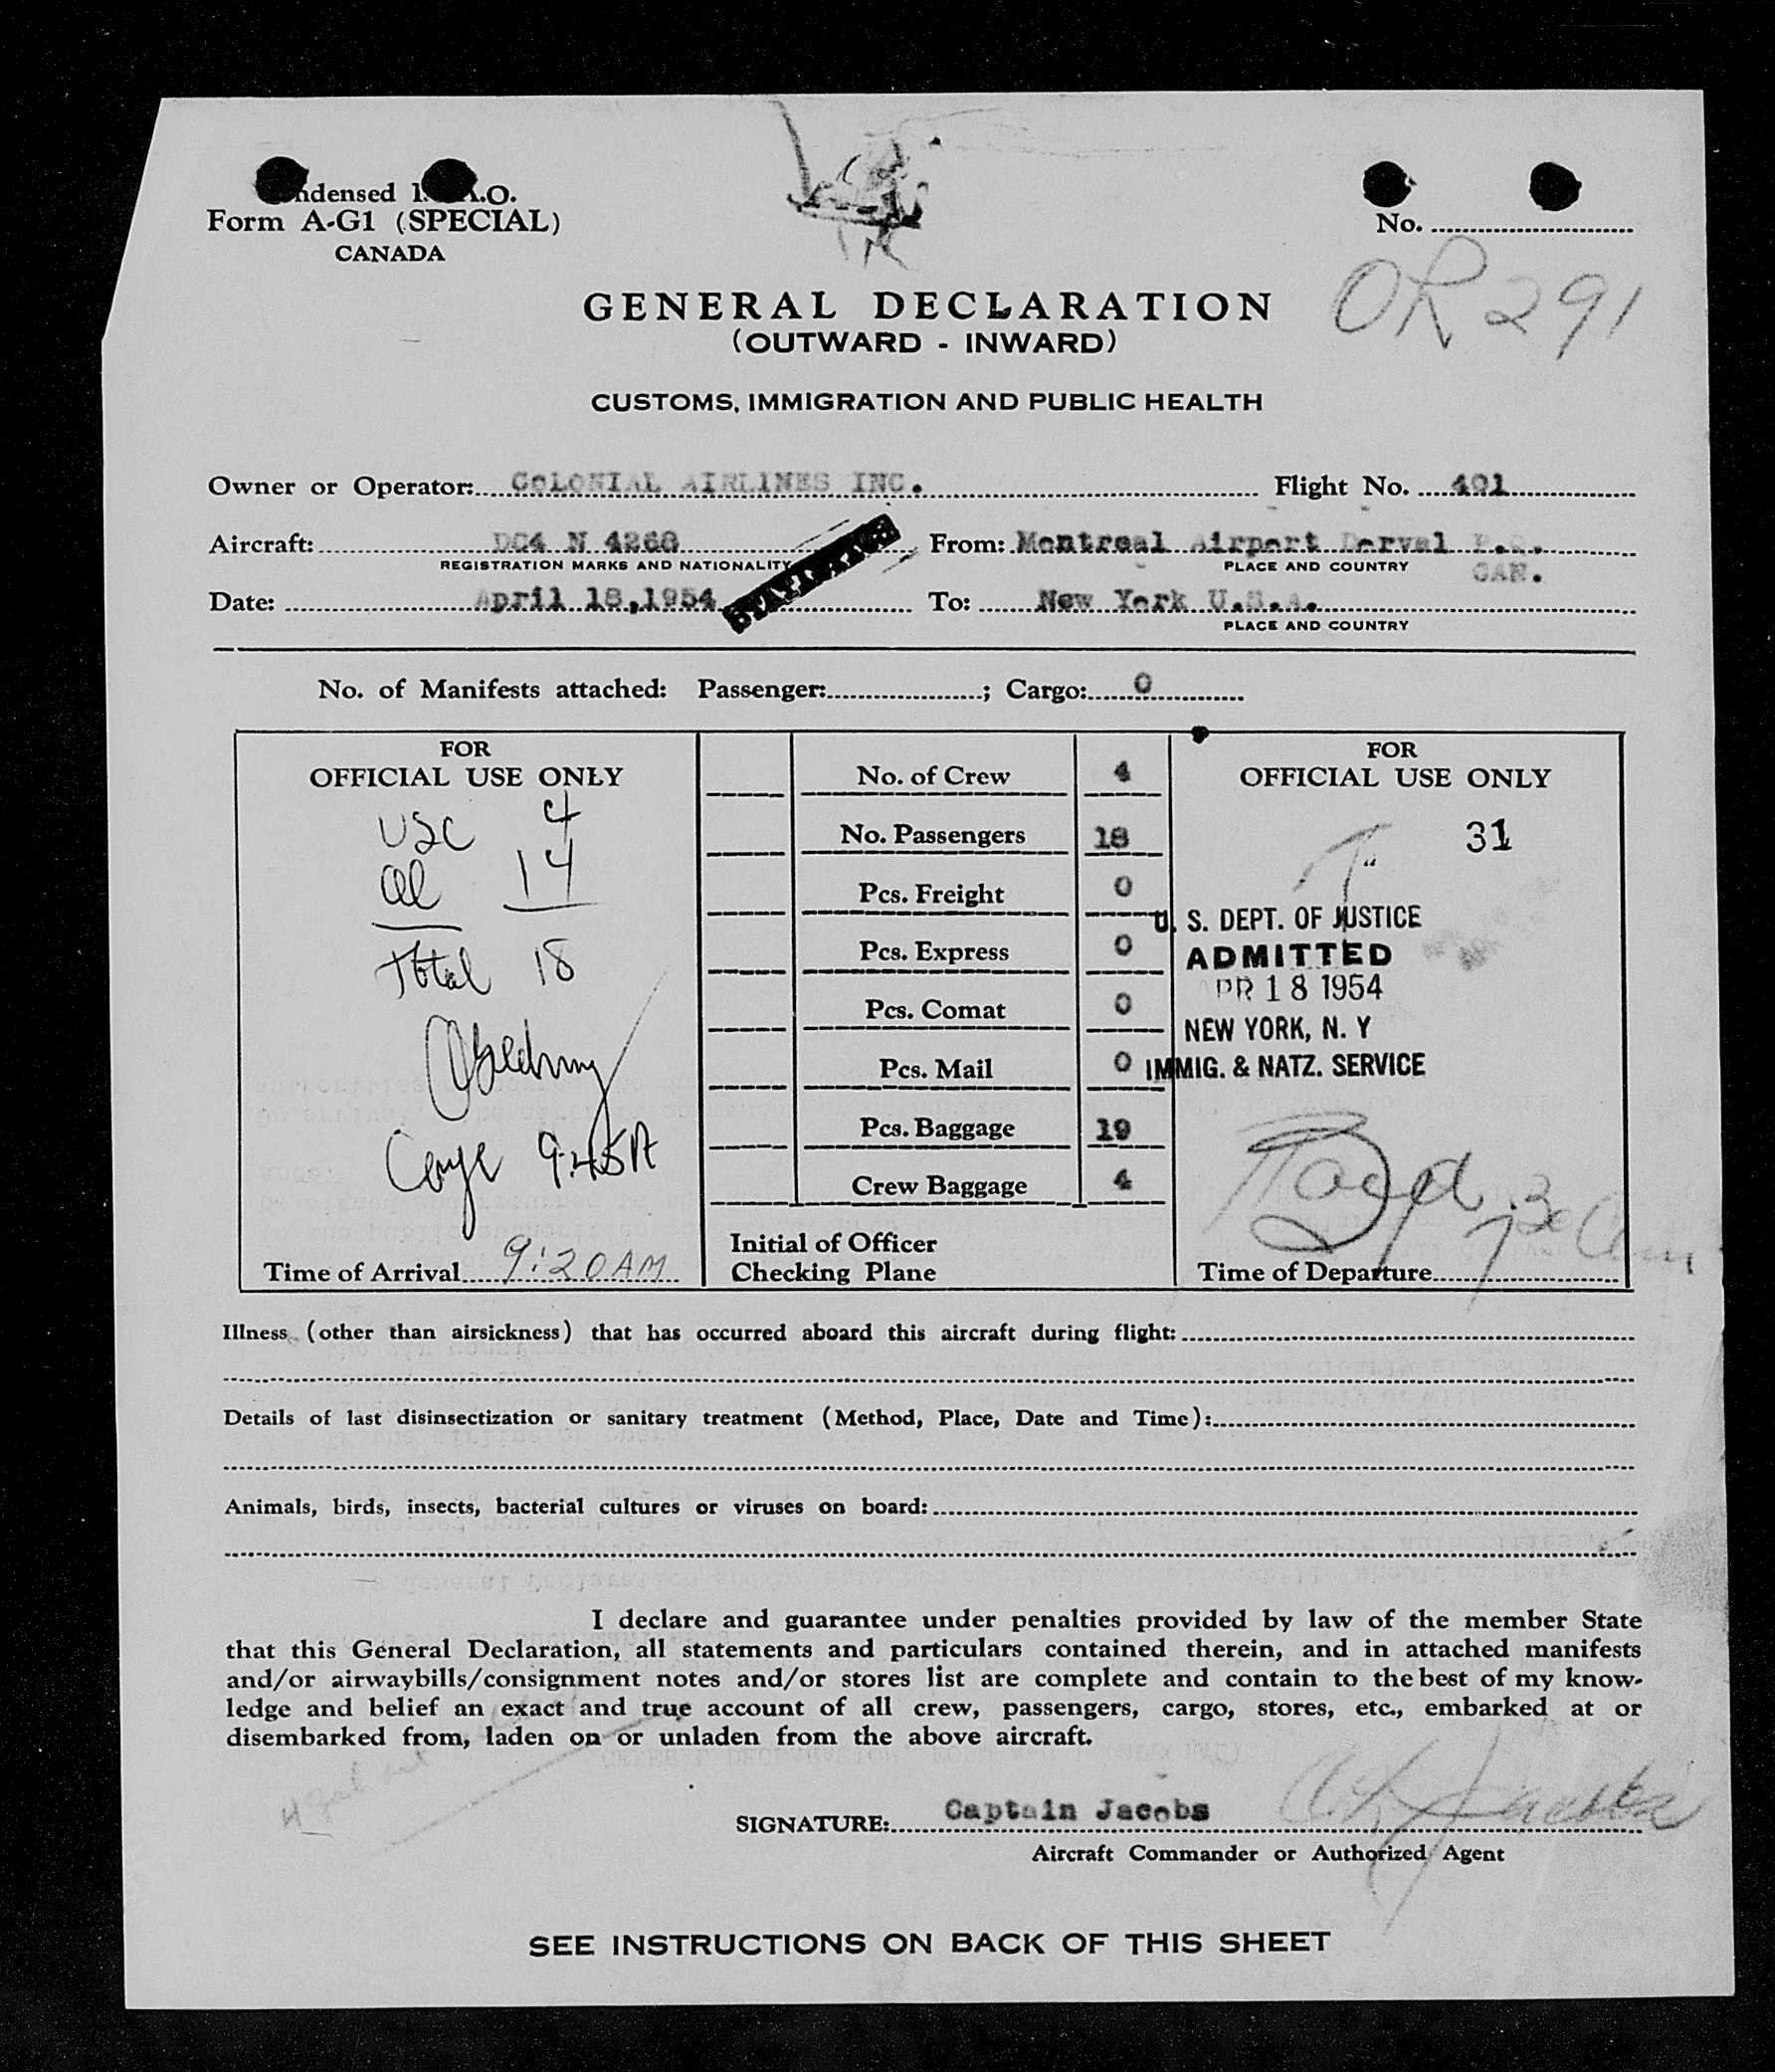 Form A-G1 (SPECIAL)
CANADA
No.
OR 291
GENERAL DECLARATION
(OUTWARD - INWARD)
CUSTOMS, IMMIGRATION AND PUBLIC HEALTH
Owner or Operator: COLONIAL AIRLINES INC. Flight No. 401
Aircraft: DC4 N 4268 From: Montreal Airport Dorval P.Q.
REGISTRATION MARKS AND NATIONALITY PLACE AND COUNTRY CAN.
Date: April 18,1954 To: New York U.S.A.
PLACE AND COUNTRY
No. of Manifests attached: Passenger: ; Cargo: 0
FOR
OFFICIAL USE ONLY
USC 4
al 14
Total 18
9:45A
Time of Arrival 9:20AM
No. of Crew 4
No. Passengers 18
Pcs. Freight 0
Pcs. Express 0
Pcs. Comat 0
Pcs. Mail 0
Pcs. Baggage 19
Crew Baggage 4
Initial of Officer
Checking Plane
FOR
OFFICIAL USE ONLY
31
U. S. DEPT. OF JUSTICE
ADMITTED
APR 18 1954
NEW YORK, N. Y
IMMIG. & NATZ. SERVICE
Time of Departure
Illness (other than airsickness) that has occurred aboard this aircraft during flight:
Details of last disinsectization or sanitary treatment (Method, Place, Date and Time):
Animals, birds, insects, bacterial cultures or viruses on board:
I declare and guarantee under penalties provided by law of the member State
that this General Declaration, all statements and particulars contained therein, and in attached manifests
and/or airwaybills/consignment notes and/or stores list are complete and contain to the best of my know-
ledge and belief an exact and true account of all crew, passengers, cargo, stores, etc., embarked at or
disembarked from, laden on or unladen from the above aircraft.
SIGNATURE: Captain Jacobs
Aircraft Commander or Authorized Agent
SEE INSTRUCTIONS ON BACK OF THIS SHEET